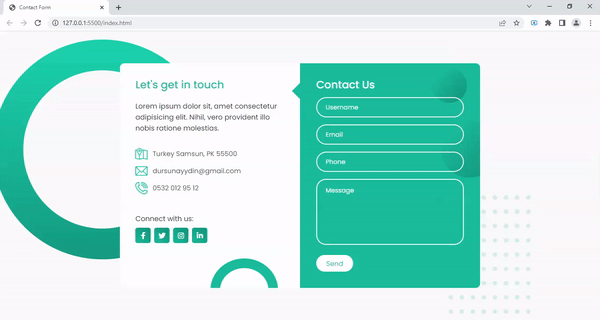 Contact Form
127.0.0.1:5500/index.html
Let's get in touch
Lorem ipsum dolor sit, amet consectetur
adipisicing elit. Nihil, vero provident illo
nobis ratione molestias.
Turkey Samsun, PK 55500
dursunayydin@gmail.com
0532 012 95 12
Connect with us:
Contact Us
Username
Email
Phone
Message
Send